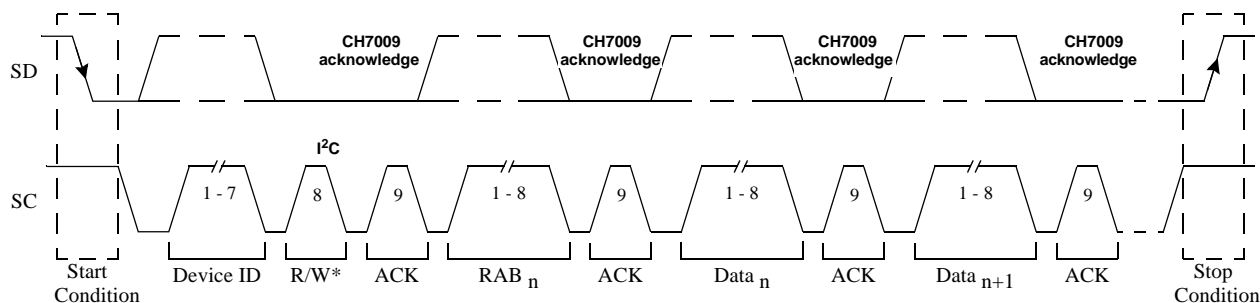 CH7009 acknowledge
CH7009 acknowledge
CH7009 acknowledge
CH7009 acknowledge
SD
I²C
SC
1 - 7
8
9
1 - 8
9
1 - 8
9
1 - 8
9
Start Condition
Device ID
R/W*
ACK
RAB n
ACK
Data n
ACK
Data n+1
ACK
Stop Condition